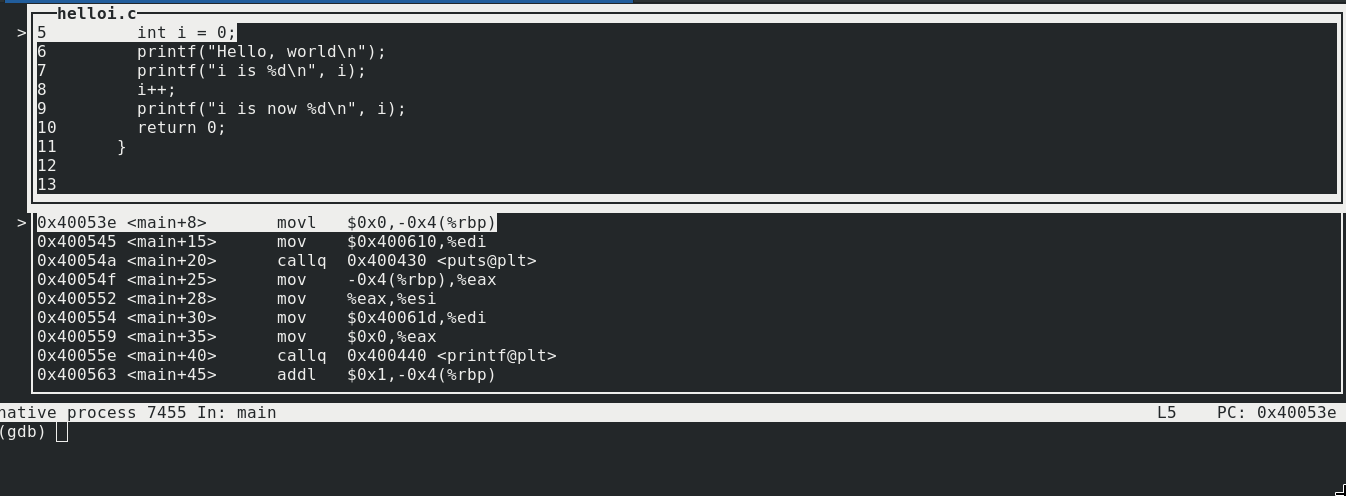 helloi.c
> 5         int i = 0;
6         printf("Hello, world\n");
7         printf("i is %d\n", i);
8         i++;
9         printf("i is now %d\n", i);
10        return 0;
11      }
12
13
> 0x40053e <main+8>       movl   $0x0,-0x4(%rbp)
0x400545 <main+15>      mov    $0x400610,%edi
0x40054a <main+20>      callq  0x400430 <puts@plt>
0x40054f <main+25>      mov    -0x4(%rbp),%eax
0x400552 <main+28>      mov    %eax,%esi
0x400554 <main+30>      mov    $0x40061d,%edi
0x400559 <main+35>      mov    $0x0,%eax
0x40055e <main+40>      callq  0x400440 <printf@plt>
0x400563 <main+45>      addl   $0x1,-0x4(%rbp)
native process 7455 In: main                    L5    PC: 0x40053e
(gdb)